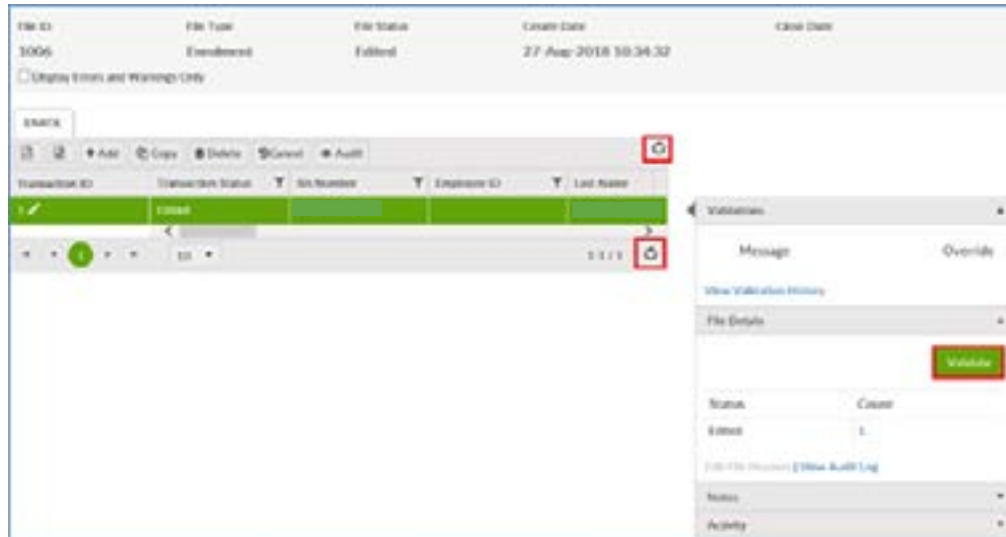 File ID File Type File Status Create Date Close Date
1006 Enrolment Edited 27-Aug-2018 10:34:32
Display Errors and Warnings Only
Add Copy Delete Cancel Audit
Transaction ID Transaction Status SIN Number Employee ID Last Name
1 Edited
Validations
1 10 1-1 / 1
Message Override
View Validation History
File Details
Validate
Status Count
Edited 1
| View Audit Log
Notes
Activity